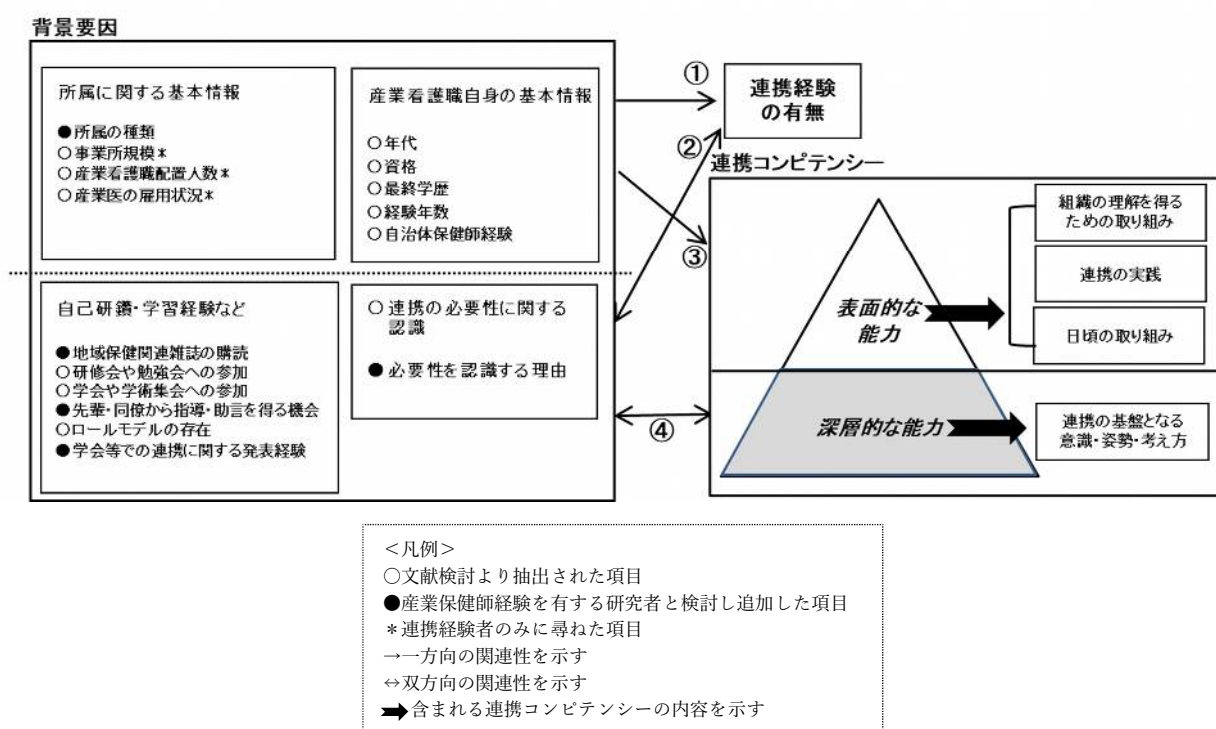 背景要因
所属に関する基本情報
●所属の種類
○事業所規模*
○産業看護職配置人数*
○産業医の雇用状況*
産業看護職自身の基本情報
○年代
○資格
○最終学歴
○経験年数
○自治体保健師経験
自己研鑽・学習経験など
●地域保健関連雑誌の購読
○研修会や勉強会への参加
○学会や学術集会への参加
●先輩・同僚から指導・助言を得る機会
○ロールモデルの存在
●学会等での連携に関する発表経験
○ 連携の必要性に関する
認識
● 必要性を認識する理由
①
②
③
④
連携経験
の有無
連携コンピテンシー
表面的な
能力
深層的な能力
組織の理解を得る
ための取り組み
連携の実践
日頃の取り組み
連携の基盤となる
意識・姿勢・考え方
<凡例>
○文献検討より抽出された項目
●産業保健師経験を有する研究者と検討し追加した項目
*連携経験者のみに尋ねた項目
→一方向の関連性を示す
↔双方向の関連性を示す
➡含まれる連携コンピテンシーの内容を示す